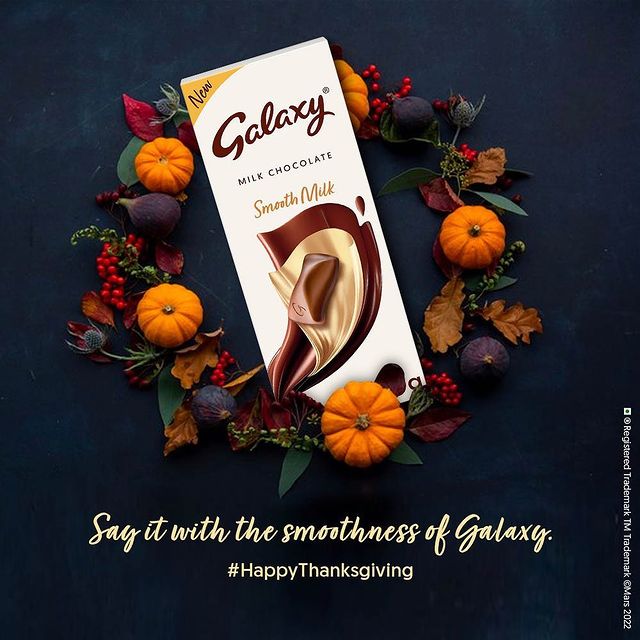 New
Galaxy®
MILK CHOCOLATE
Smooth Milk
G
g
Say it with the smoothness of Galaxy.
#HappyThanksgiving
®Registered Trademark TM Trademark ©Mars 2022